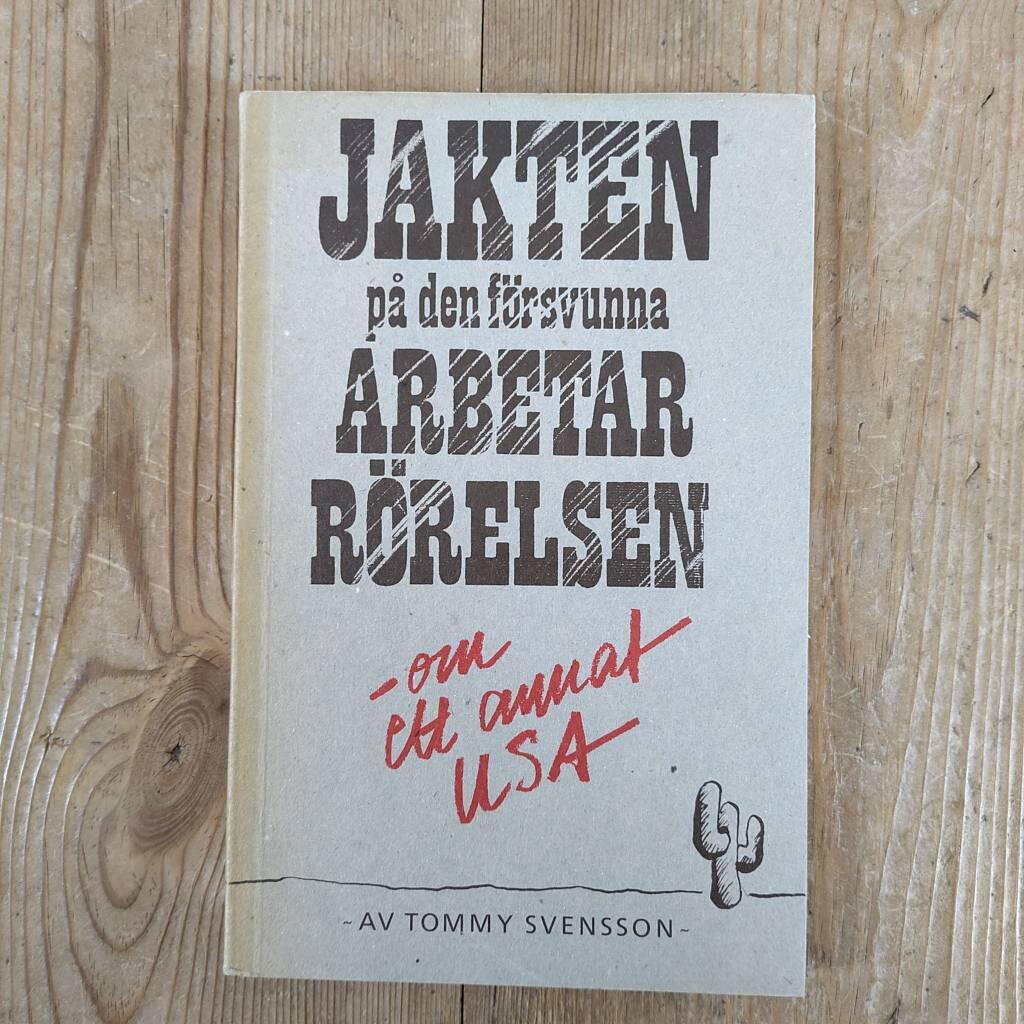 JAKTEN
på den försvunna
ARBETAR
RÖRELSEN
- om
ett annat
USA
~ AV TOMMY SVENSSON ~